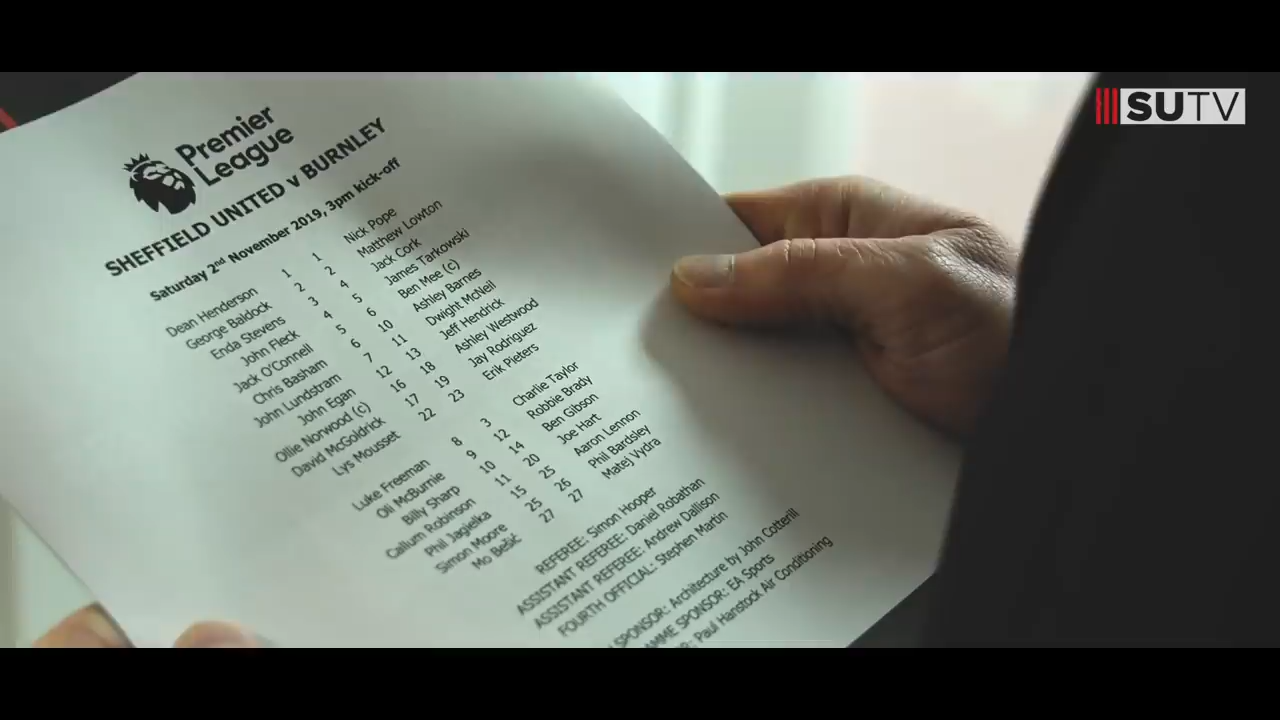 SUTV
Premier
League
SHEFFIELD UNITED v BURNLEY
Saturday 2nd November 2019, 3pm kick-off
Dean Henderson 1 1 Nick Pope
George Baldock 2 2 Matthew Lowton
Enda Stevens 3 4 Jack Cork
John Fleck 4 5 James Tarkowski
Jack O'Connell 5 6 Ben Mee (c)
Chris Basham 6 10 Ashley Barnes
John Lundstram 7 11 Dwight McNeil
John Egan 12 13 Jeff Hendrick
Ollie Norwood (c) 16 18 Ashley Westwood
David McGoldrick 17 19 Jay Rodriguez
Lys Mousset 22 23 Erik Pieters
Luke Freeman 8 3 Charlie Taylor
Oli McBurnie 9 12 Robbie Brady
Billy Sharp 10 14 Ben Gibson
Callum Robinson 11 20 Joe Hart
Phil Jagielka 15 25 Aaron Lennon
Simon Moore 25 26 Phil Bardsley
Mo Bešić 27 27 Matej Vydra
REFEREE: Simon Hooper
ASSISTANT REFEREE: Daniel Robathan
ASSISTANT REFEREE: Andrew Dallison
FOURTH OFFICIAL: Stephen Martin
SPONSOR: Architecture by John Cotterill
AMME SPONSOR: EA Sports
R: Paul Hanstock Air Conditioning